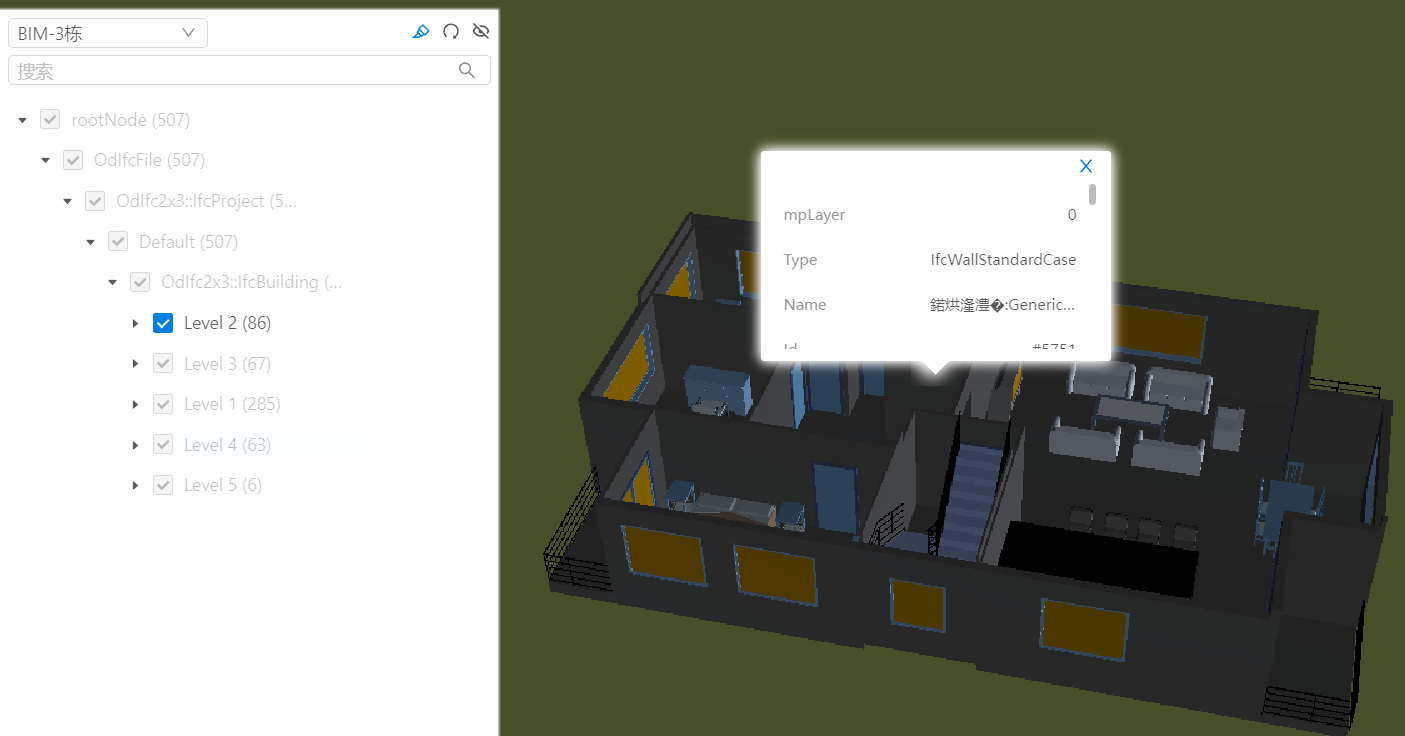 BIM-3栋
搜索
rootNode (507)
OdIfcFile (507)
OdIfc2x3::IfcProject (5...
Default (507)
OdIfc2x3::IfcBuilding (...
Level 2 (86)
Level 3 (67)
Level 1 (285)
Level 4 (63)
Level 5 (6)
X
mpLayer 0
Type IfcWallStandardCase
Name 鍩烘湰澧�:Generic...
Id #5751